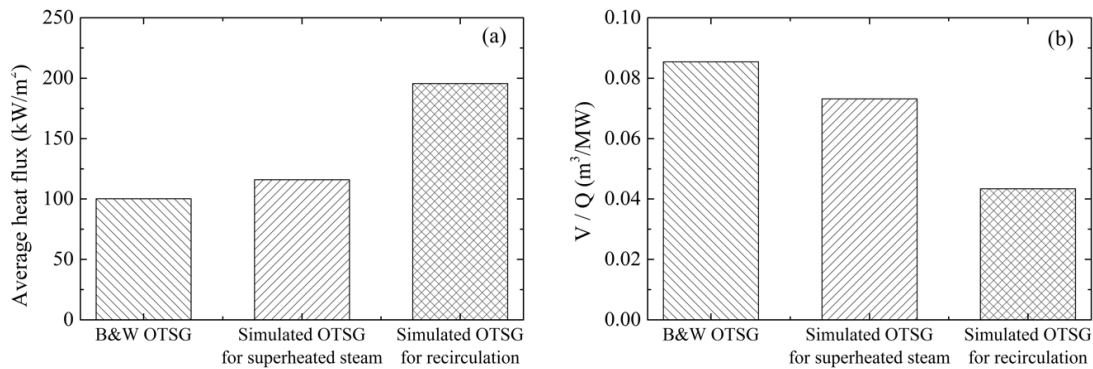 250
200
150
100
50
0
Average heat flux (kW/m²)
(a)
B&W OTSG
Simulated OTSG
for superheated steam
Simulated OTSG
for recirculation
0.10
0.08
0.06
0.04
0.02
0.00
V / Q (m³/MW)
(b)
B&W OTSG
Simulated OTSG
for superheated steam
Simulated OTSG
for recirculation